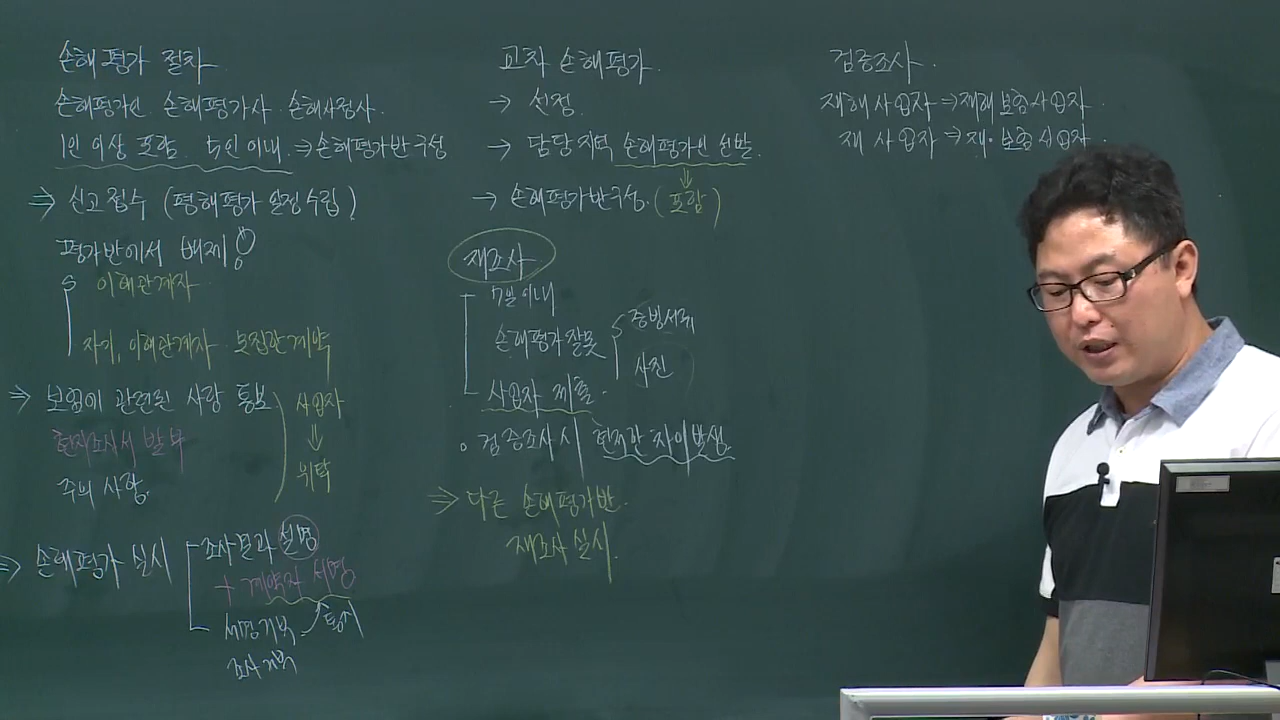 손해평가 절차.
손해평가인 손해평가사 손해사정사.
1인 이상 포함. 5인 이내. ⇒ 손해평가반 구성
⇒ 신고접수 (평해평가 일정수립)
평가반에서 배제!
이해관계자
자기, 이해관계자 모집한 계약
⇒ 보험에 관련된 사항 통보.
현지조사서 발부
주의 사항.
사업자
⇓
위탁
⇒ 손해평가 실시
조사결과 설명
+ 계약자 서명
조사기록
교차 손해평가.
→ 선정.
→ 담당지역 손해평가인 선발.
⇓
→ 손해평가반구성. (포함)
재조사
7일 이내
손해평가 잘못
사업자 제출.
증빙서류
사진
검증조사 시 현저한 차이발생.
⇒ 다른 손해평가반.
재조사 실시.
검증조사.
재해사업자 → 재해보험사업자.
재 사업자 → 재·보험사업자.